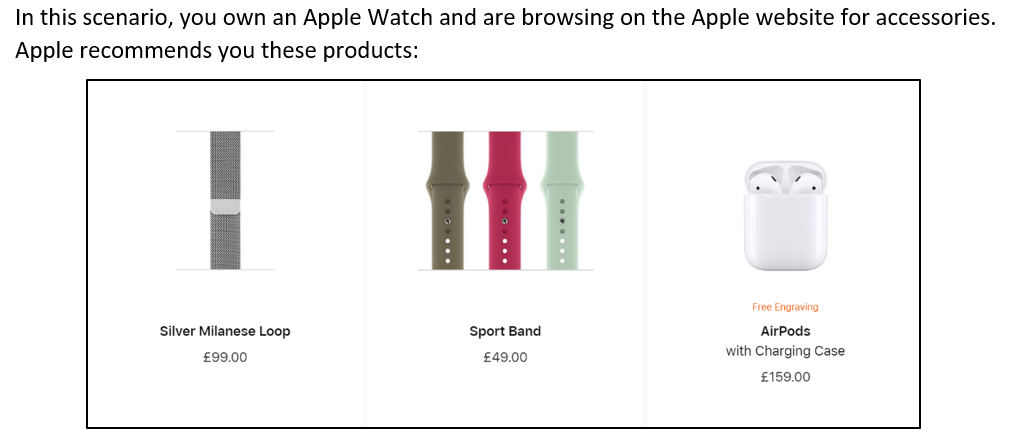 In this scenario, you own an Apple Watch and are browsing on the Apple website for accessories.
Apple recommends you these products:
Silver Milanese Loop
£99.00
Sport Band
£49.00
Free Engraving
AirPods
with Charging Case
£159.00